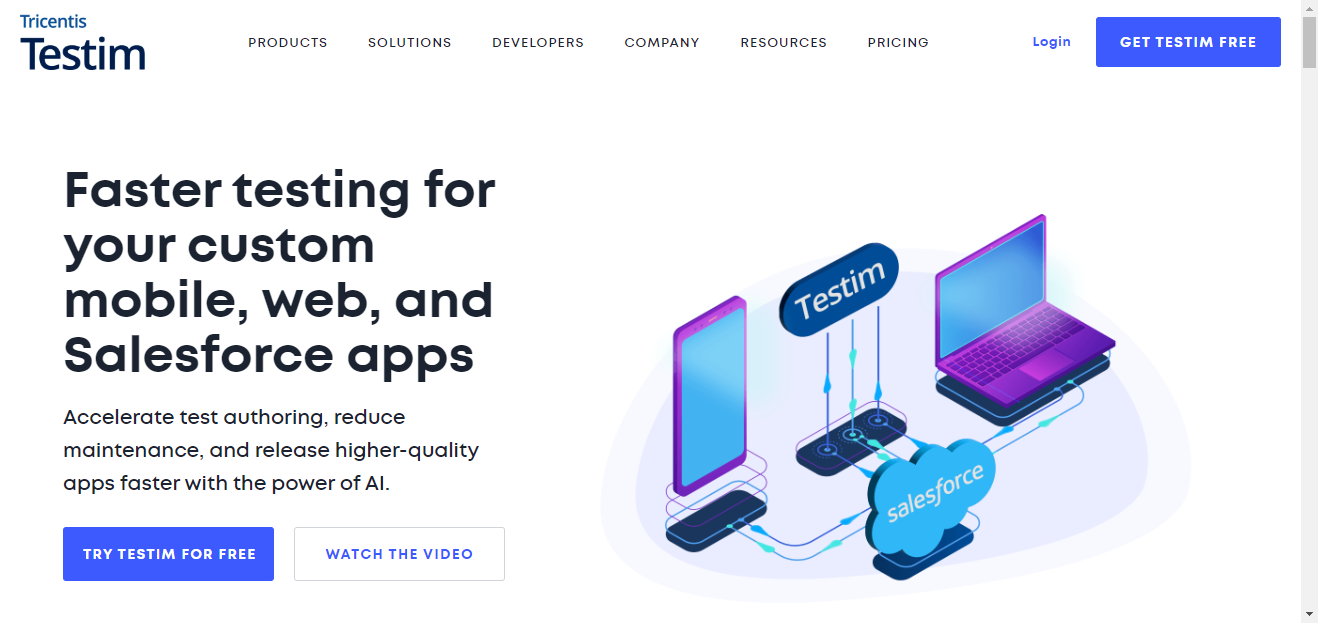 Tricentis
Testim
PRODUCTS
SOLUTIONS
DEVELOPERS
COMPANY
RESOURCES
PRICING
Login
GET TESTIM FREE
Faster testing for
your custom
mobile, web, and
Salesforce apps
Accelerate test authoring, reduce
maintenance, and release higher-quality
apps faster with the power of AI.
TRY TESTIM FOR FREE
WATCH THE VIDEO
Testim
salesforce